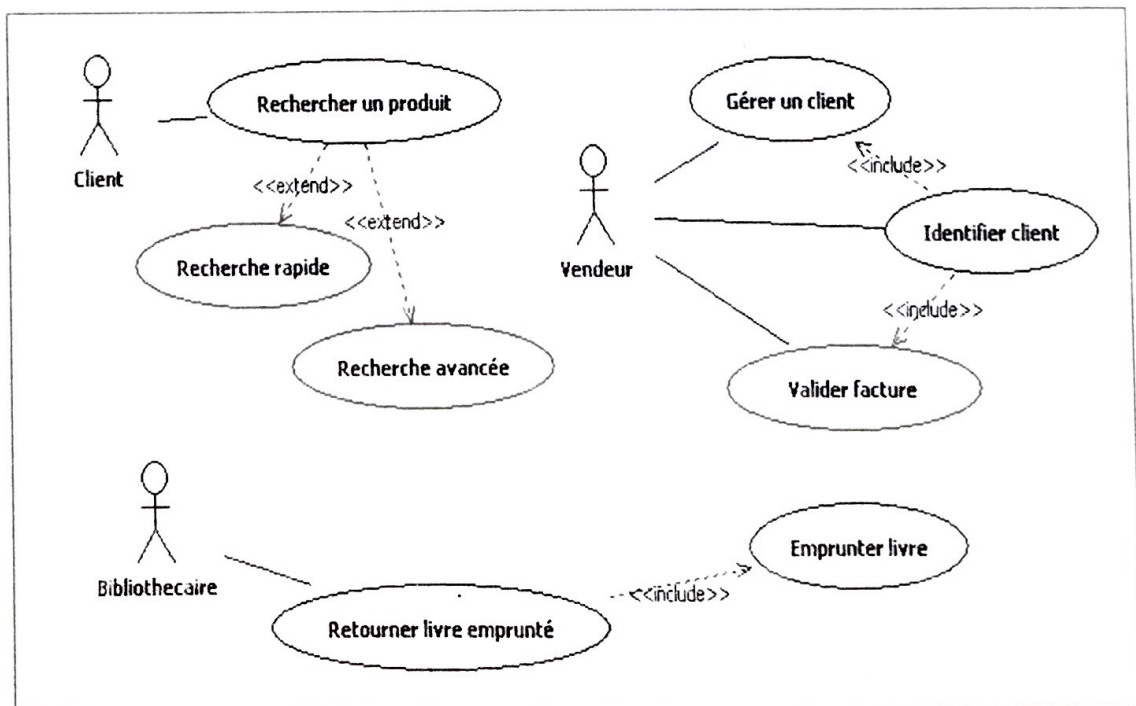 Rechercher un produit
Gérer un client
Client
<<include>>
<<extend>>
<<extend>>
Identifier client
Recherche rapide
Vendeur
<<include>>
Recherche avancée
Valider facture
Emprunter livre
Bibliothecaire
<<include>>
Retourner livre emprunté